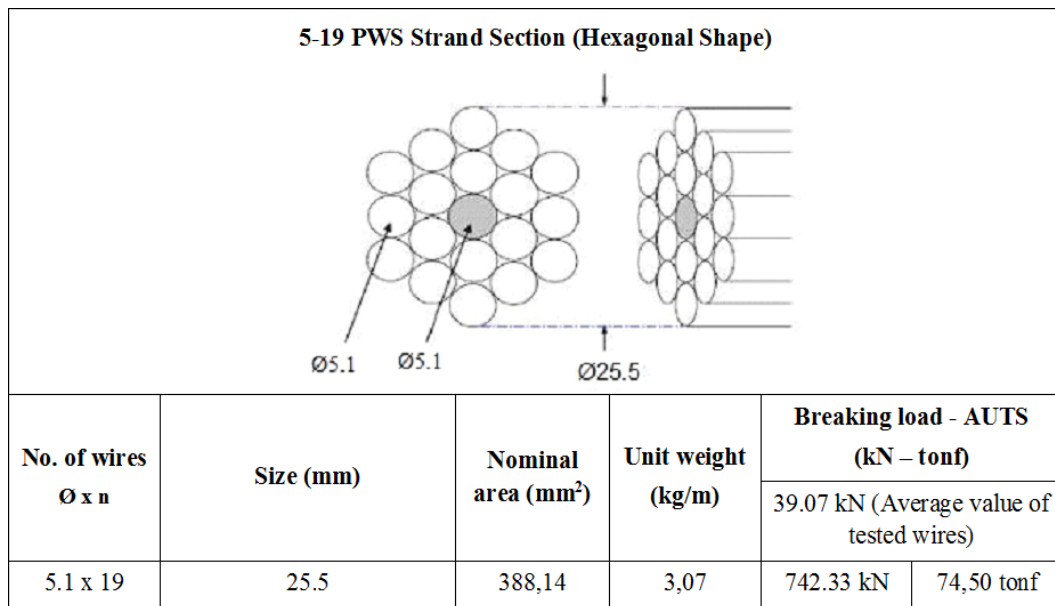 5-19 PWS Strand Section (Hexagonal Shape)
Ø5.1
Ø5.1
Ø25.5
No. of wires
Ø x n
Size (mm)
Nominal
area (mm²)
Unit weight
(kg/m)
Breaking load - AUTS
(kN – tonf)
39.07 kN (Average value of
tested wires)
5.1 x 19
25.5
388,14
3,07
742.33 kN
74,50 tonf